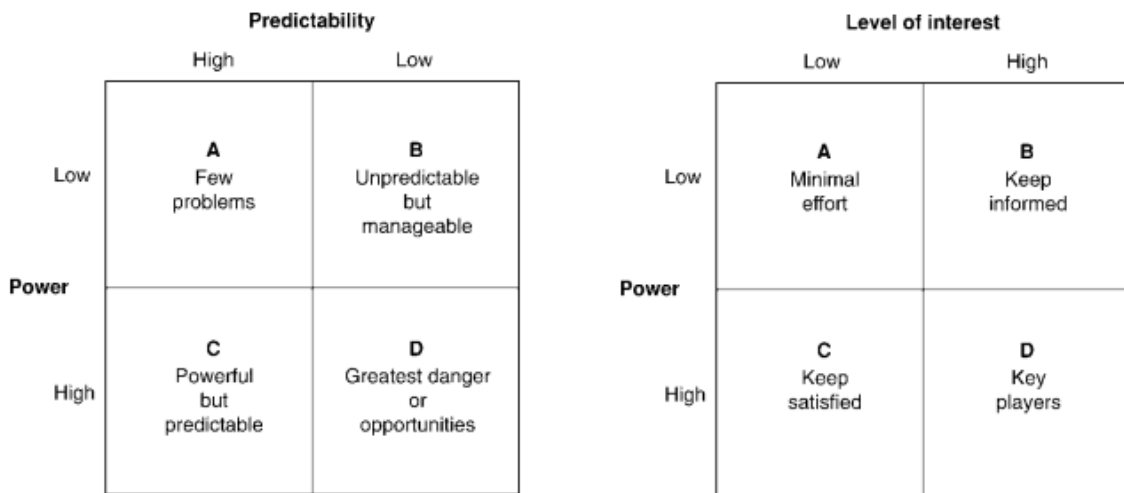 Predictability
High
Low
Low
Power
High
A
Few
problems
B
Unpredictable
but
manageable
C
Powerful
but
predictable
D
Greatest danger
or
opportunities
Level of interest
Low
High
Low
Power
High
A
Minimal
effort
B
Keep
informed
C
Keep
satisfied
D
Key
players